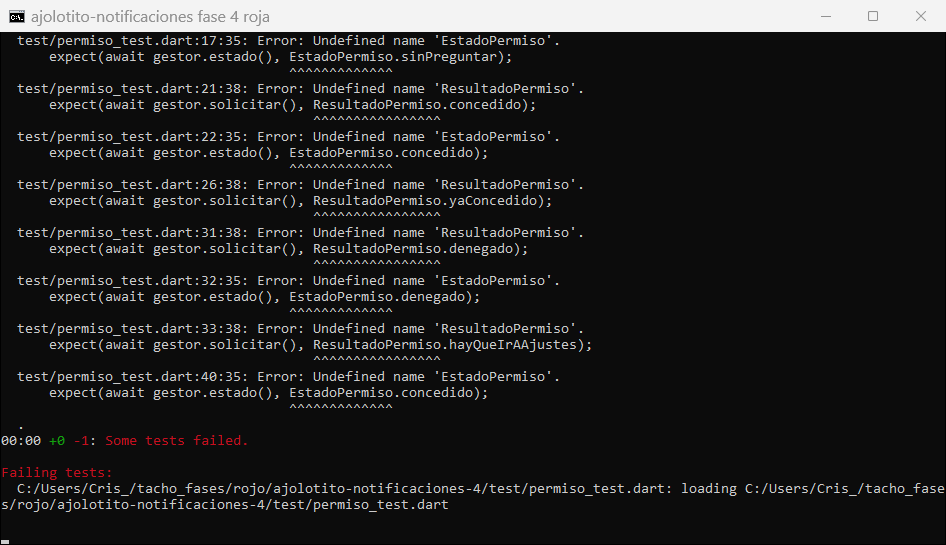 ajolotito-notificaciones fase 4 roja
test/permiso_test.dart:17:35: Error: Undefined name 'EstadoPermiso'.
expect(await gestor.estado(), EstadoPermiso.sinPreguntar);
^^^^^^^^^^^^^
test/permiso_test.dart:21:38: Error: Undefined name 'ResultadoPermiso'.
expect(await gestor.solicitar(), ResultadoPermiso.concedido);
^^^^^^^^^^^^^^^^
test/permiso_test.dart:22:35: Error: Undefined name 'EstadoPermiso'.
expect(await gestor.estado(), EstadoPermiso.concedido);
^^^^^^^^^^^^^
test/permiso_test.dart:26:38: Error: Undefined name 'ResultadoPermiso'.
expect(await gestor.solicitar(), ResultadoPermiso.yaConcedido);
^^^^^^^^^^^^^^^^
test/permiso_test.dart:31:38: Error: Undefined name 'ResultadoPermiso'.
expect(await gestor.solicitar(), ResultadoPermiso.denegado);
^^^^^^^^^^^^^^^^
test/permiso_test.dart:32:35: Error: Undefined name 'EstadoPermiso'.
expect(await gestor.estado(), EstadoPermiso.denegado);
^^^^^^^^^^^^^
test/permiso_test.dart:33:38: Error: Undefined name 'ResultadoPermiso'.
expect(await gestor.solicitar(), ResultadoPermiso.hayQueIrAAjustes);
^^^^^^^^^^^^^^^^
test/permiso_test.dart:40:35: Error: Undefined name 'EstadoPermiso'.
expect(await gestor.estado(), EstadoPermiso.concedido);
^^^^^^^^^^^^^
.
00:00 +0 -1: Some tests failed.
Failing tests:
C:/Users/Cris_/tacho_fases/rojo/ajolotito-notificaciones-4/test/permiso_test.dart: loading C:/Users/Cris_/tacho_fase
s/rojo/ajolotito-notificaciones-4/test/permiso_test.dart